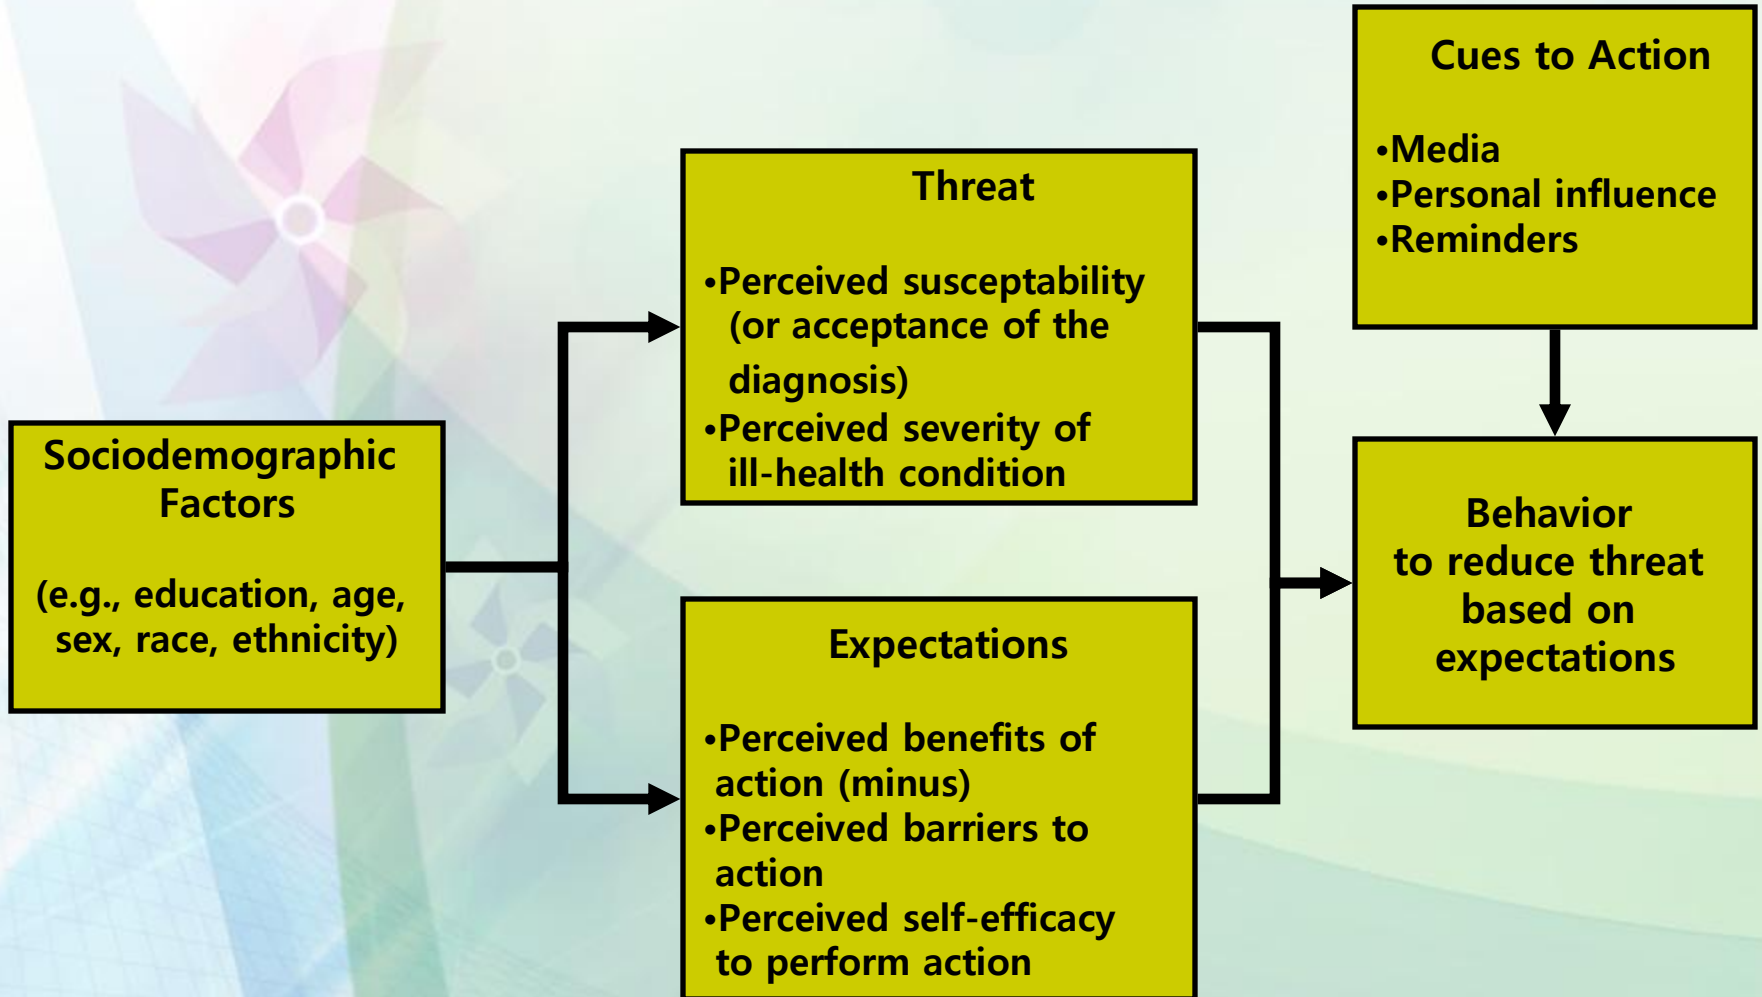 Sociodemographic
Factors
(e.g., education, age,
sex, race, ethnicity)
Threat
•Perceived susceptability
(or acceptance of the
diagnosis)
•Perceived severity of
ill-health condition
Expectations
•Perceived benefits of
action (minus)
•Perceived barriers to
action
•Perceived self-efficacy
to perform action
Cues to Action
•Media
•Personal influence
•Reminders
Behavior
to reduce threat
based on
expectations